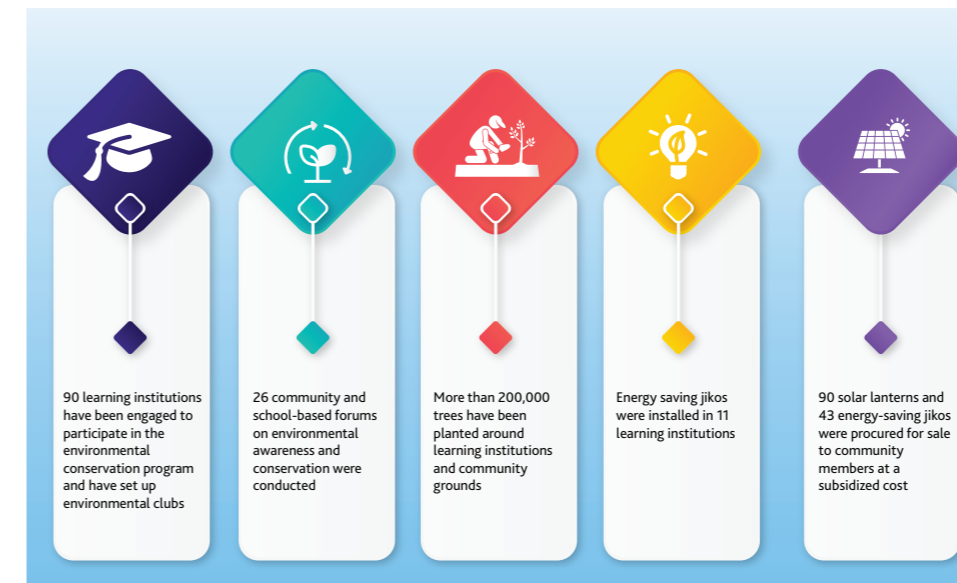 90 learning institutions
have been engaged to
participate in the
environmental
conservation program
and have set up
environmental clubs
26 community and
school-based forums
on environmental
awareness and
conservation were
conducted
More than 200,000
trees have been
planted around
learning institutions
and community
grounds
Energy saving jikos
were installed in 11
learning institutions
90 solar lanterns and
43 energy-saving jikos
were procured for sale
to community
members at a
subsidized cost